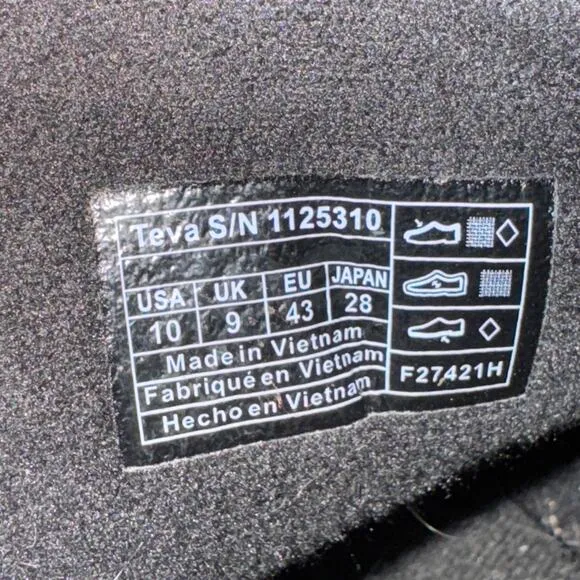 Teva S/N 1125310
USA UK EU JAPAN
10 9 43 28
Made in Vietnam
Fabriqué en Vietnam
Hecho en Vietnam
F27421H